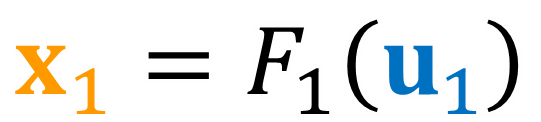 𝐱₁ = F₁(𝐮₁)